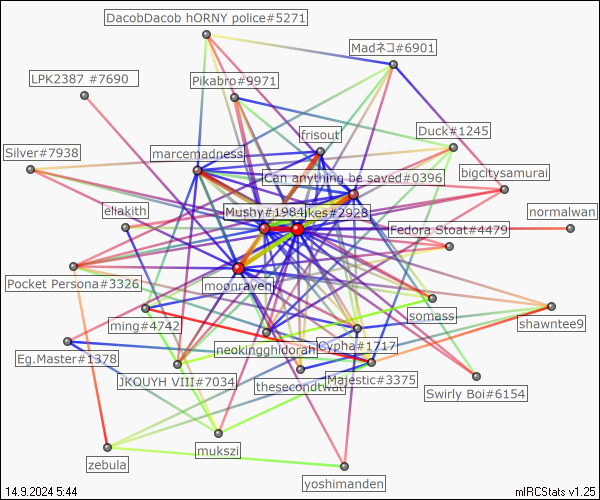 DacobDacob hORNY police#5271
Madネコ#6901
LPK2387 #7690
Pikabro#9971
frisout
Duck#1245
Silver#7938
marcemadness
bigcitysamurai
Can anything be saved#0396
eliakith
Mushy#1984
ikes#2928
normalwan
Fedora Stoat#4479
Pocket Persona#3326
moonraven
somass
shawntee9
ming#4742
neokingghidorah
Cypha#1717
Eg.Master#1378
JKQUYH VIII#7034
thesecondtwat
Majestic#3375
Swirly Boi#6154
mukszi
zebula
yoshimanden
14.9.2024 5:44
mIRCStats v1.25